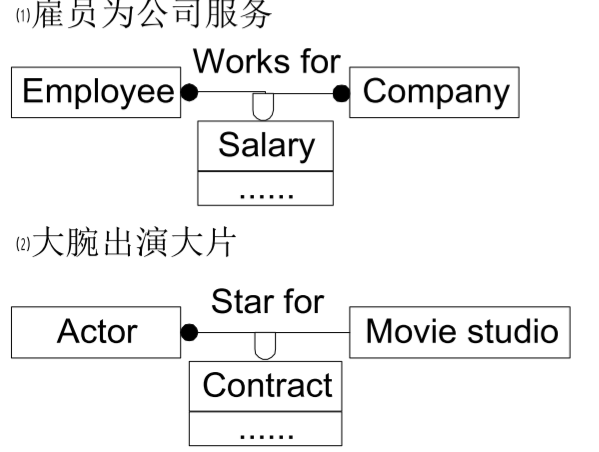 ⑴雇员为公司服务
Works for
Employee
Company
Salary
......
⑵大腕出演大片
Star for
Actor
Movie studio
Contract
......